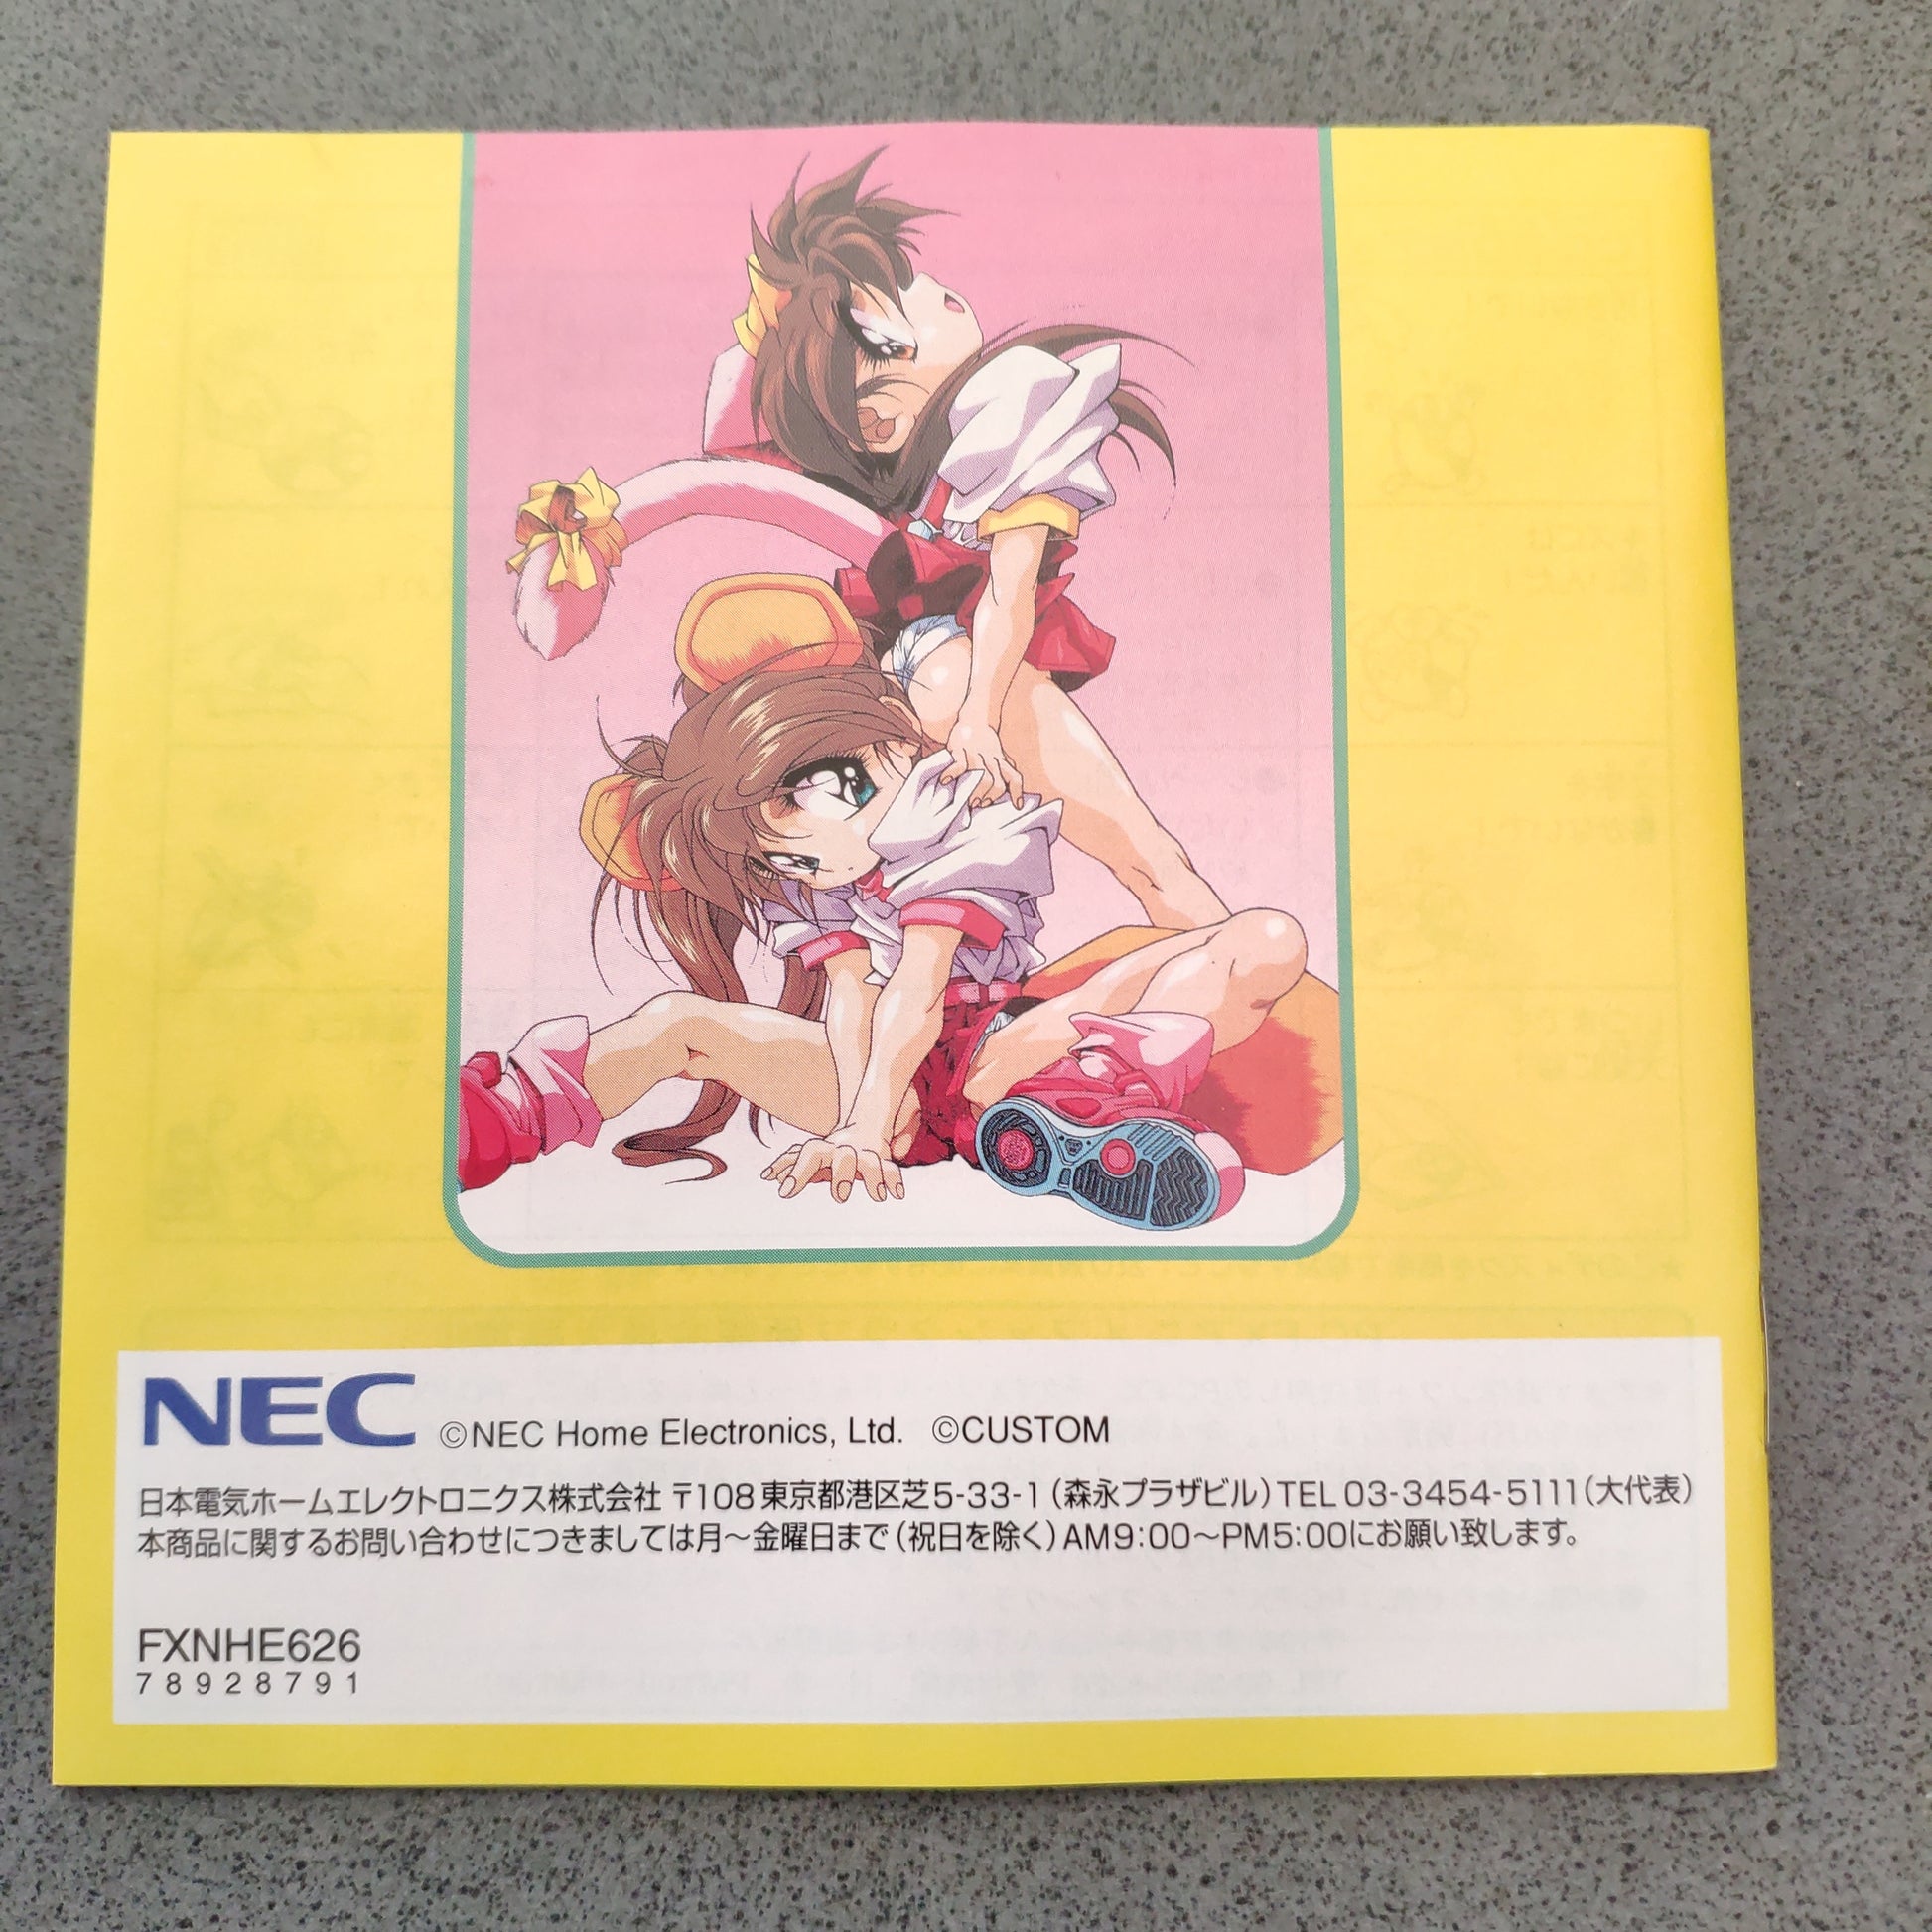 NEC ©NEC Home Electronics, Ltd. ©CUSTOM
日本電気ホームエレクトロニクス株式会社 〒108東京都港区芝5-33-1(森永プラザビル)TEL 03-3454-5111(大代表)
本商品に関するお問い合わせにつきましては月〜金曜日まで(祝日を除く)AM9:00〜PM5:00にお願い致します。
FXNHE626
78928791